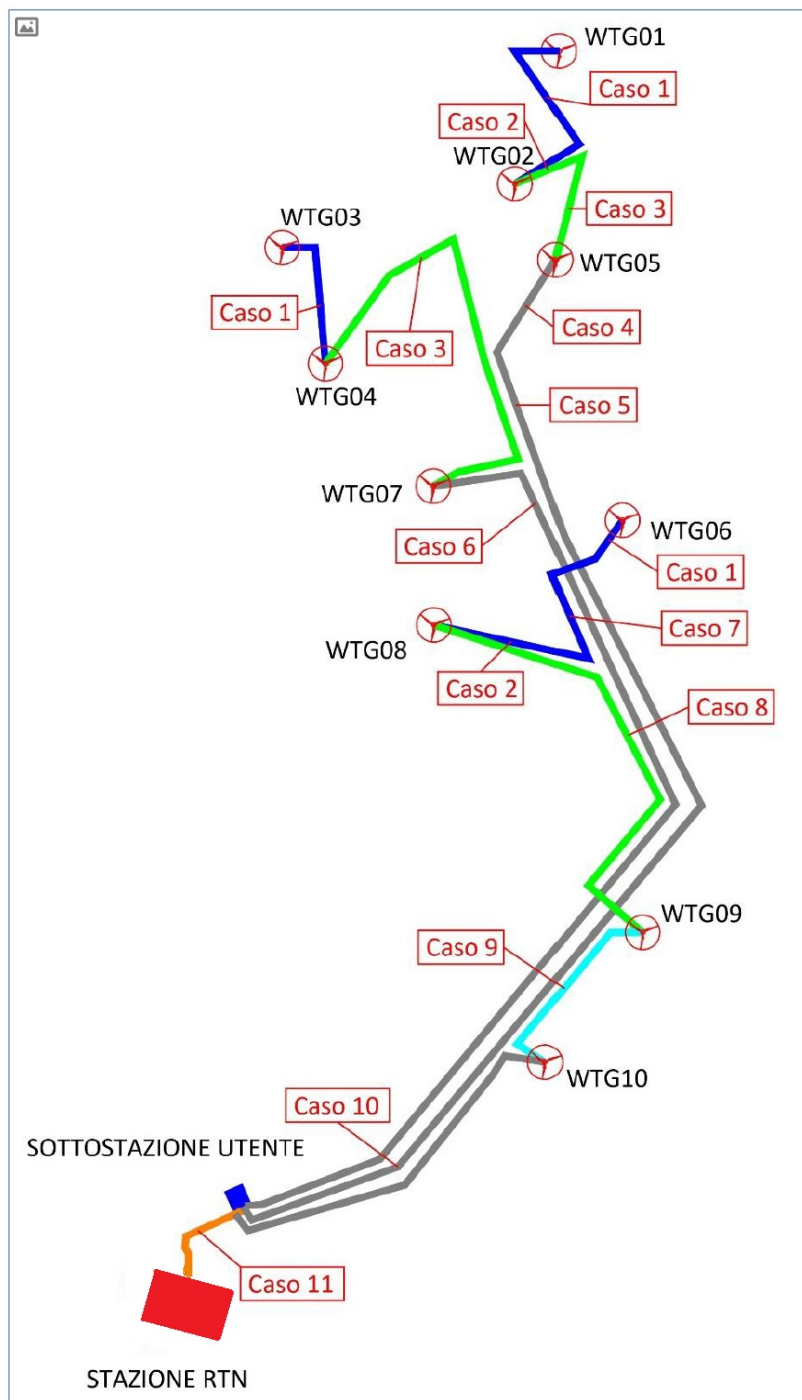 WTG01
Caso 1
Caso 2
WTG02
Caso 3
WTG03
WTG05
Caso 1
Caso 4
Caso 3
WTG04
Caso 5
WTG07
WTG06
Caso 6
Caso 1
Caso 7
WTG08
Caso 2
Caso 8
WTG09
Caso 9
WTG10
Caso 10
SOTTOSTAZIONE UTENTE
Caso 11
STAZIONE RTN